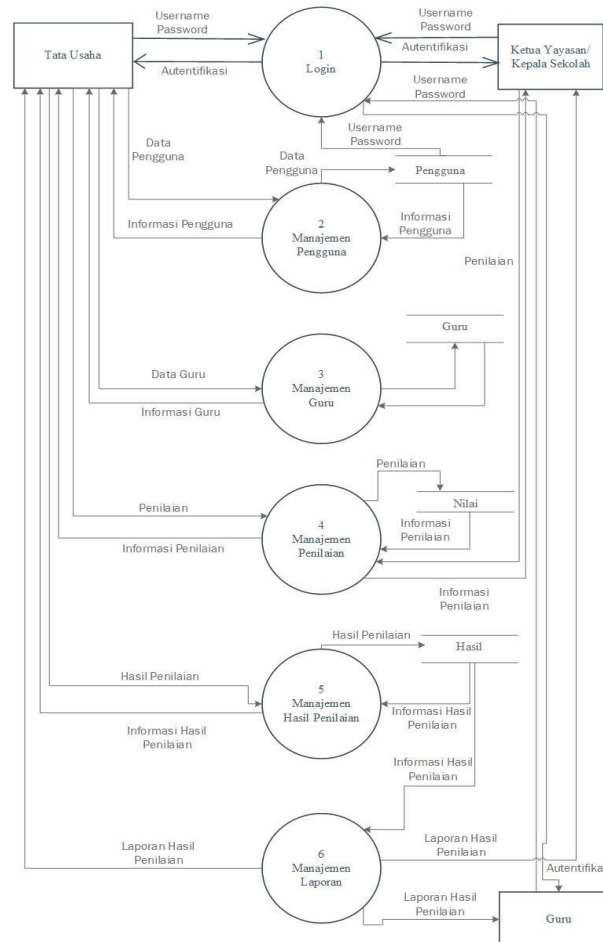 Username
Password
Username
Password
Tata Usaha
1
Login
Ketua Yayasan/
Kepala Sekolah
Autentifikasi
Autentifikasi
Username
Password
Username
Password
Data
Pengguna
Data
Pengguna
Pengguna
Informasi Pengguna
2
Manajemen
Pengguna
Informasi
Pengguna
Penilaian
Guru
Data Guru
3
Manajemen
Guru
Informasi Guru
Penilaian
Penilaian
Nilai
4
Manajemen
Penilaian
Informasi
Penilaian
Informasi Penilaian
Informasi
Penilaian
Hasil Penilaian
Hasil
Hasil Penilaian
5
Manajemen
Hasil Penilaian
Informasi Hasil
Penilaian
Informasi Hasil
Penilaian
Informasi Hasil
Penilaian
Laporan Hasil
Penilaian
6
Manajemen
Laporan
Laporan Hasil
Penilaian
Autentifika
Laporan Hasil
Penilaian
Guru